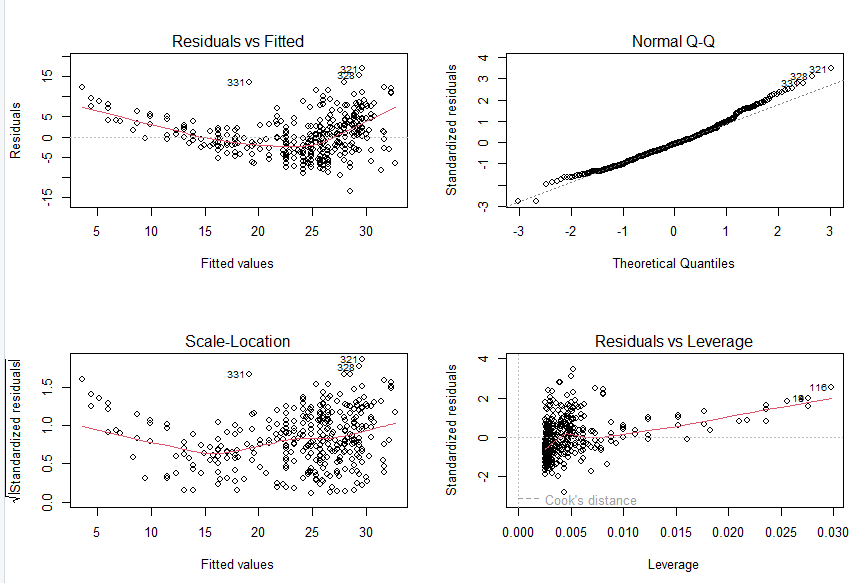 Residuals vs Fitted
Residuals
15
5
0
-5
-15
321
328
331
5 10 15 20 25 30
Fitted values
Normal Q-Q
Standardized residuals
4
3
2
1
0
-1
-3
321
328
331
-3 -2 -1 0 1 2 3
Theoretical Quantiles
Scale-Location
√|Standardized residuals|
1.5
1.0
0.5
0.0
321
328
331
5 10 15 20 25 30
Fitted values
Residuals vs Leverage
Standardized residuals
4
2
0
-2
116
Cook's distance
0.000 0.005 0.010 0.015 0.020 0.025 0.030
Leverage